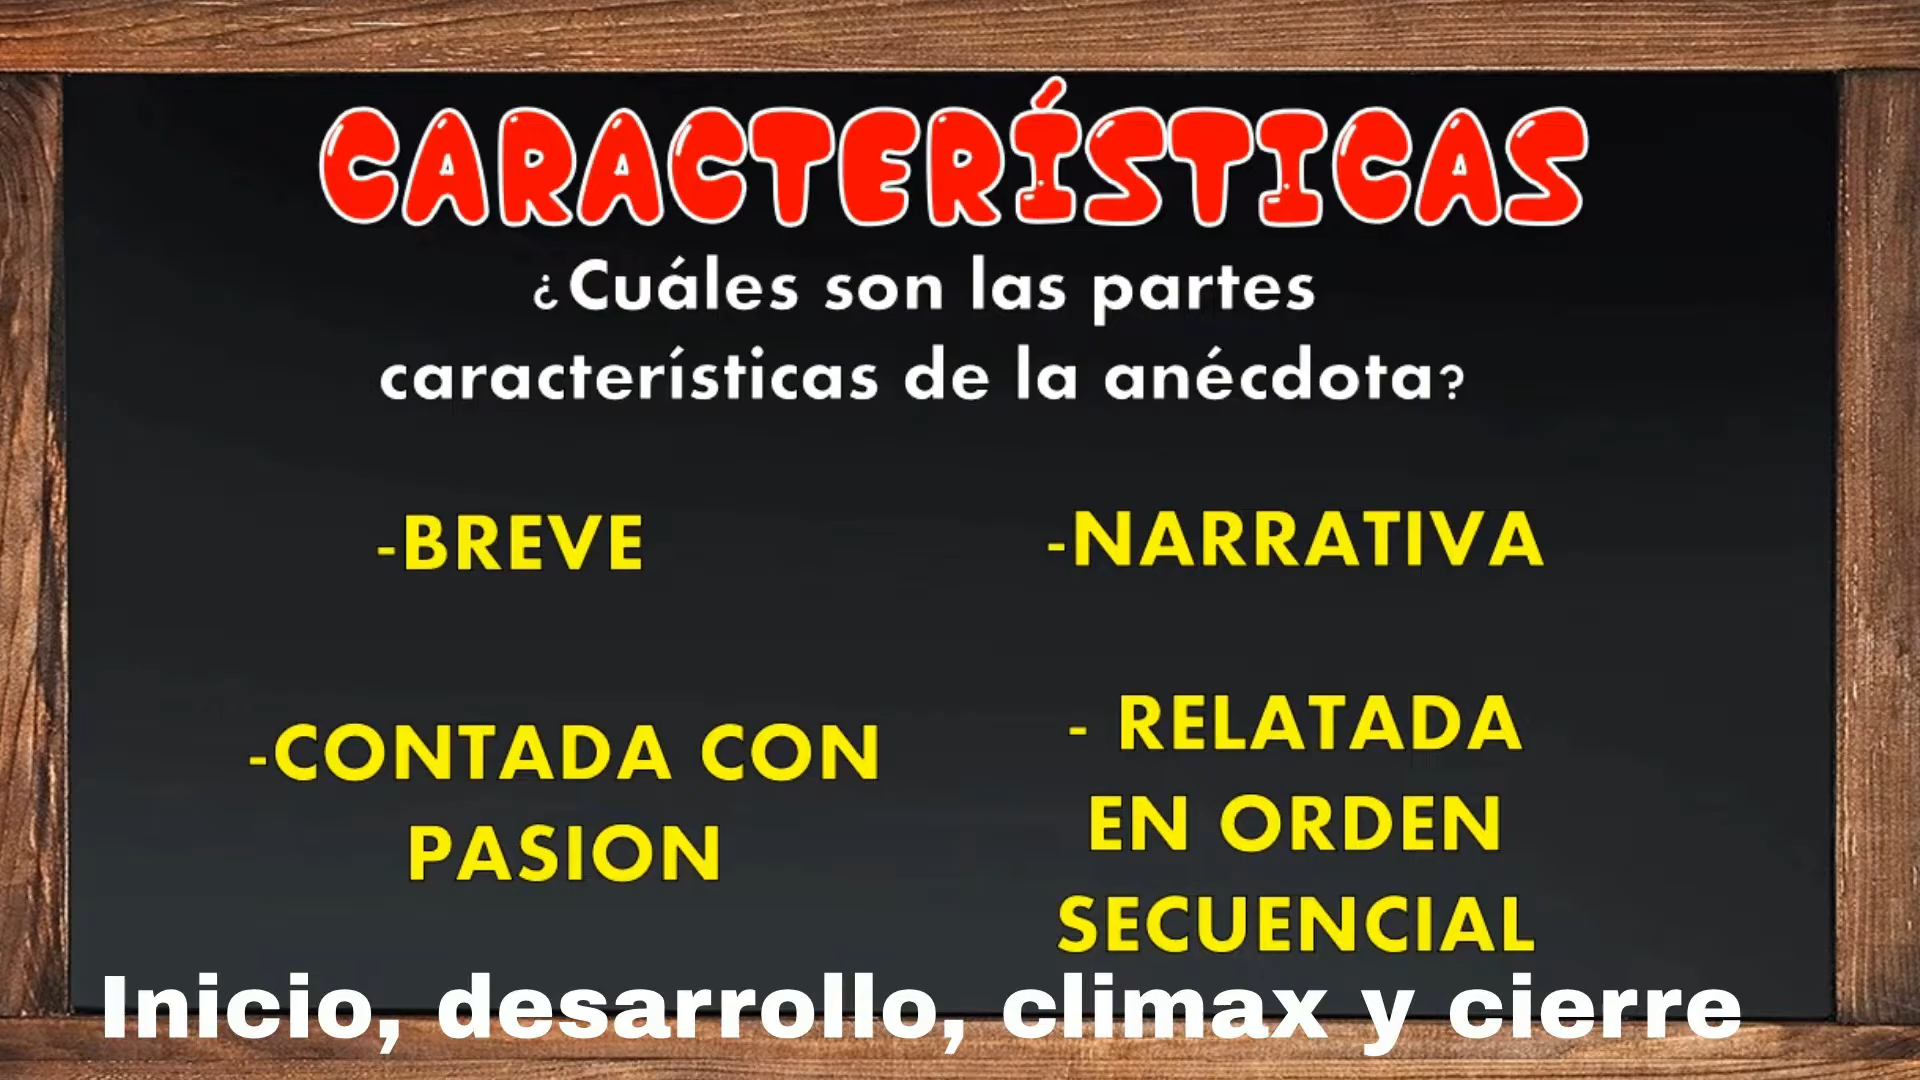 CARACTERÍSTICAS
¿Cuáles son las partes
características de la anécdota?
-BREVE
-NARRATIVA
-CONTADA CON
PASION
- RELATADA
EN ORDEN
SECUENCIAL
Inicio, desarrollo, climax y cierre